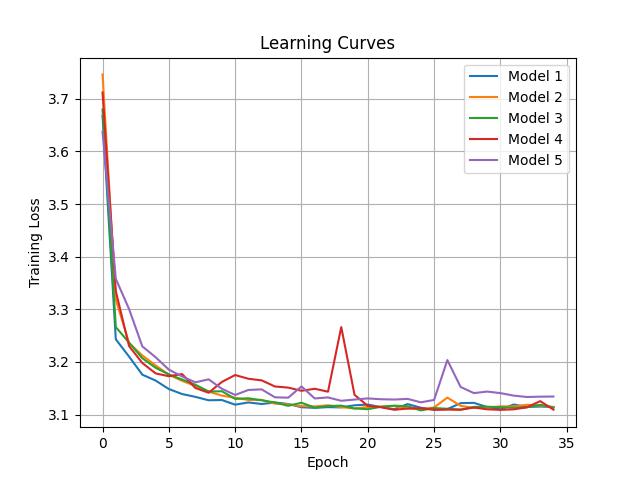 Learning Curves
Training Loss
3.7
3.6
3.5
3.4
3.3
3.2
3.1
0
5
10
15
20
25
30
35
Epoch
Model 1
Model 2
Model 3
Model 4
Model 5